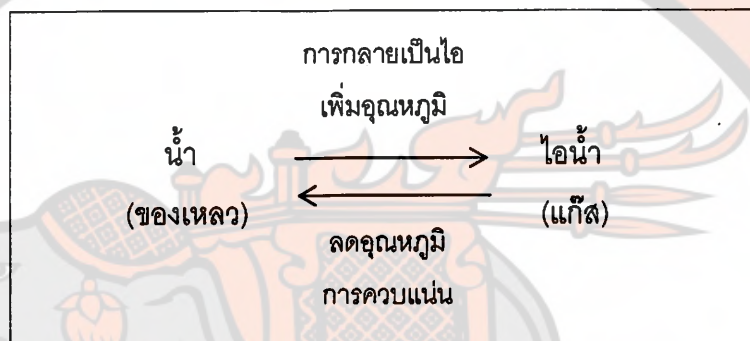 การกลายเป็นไอ
เพิ่มอุณหภูมิ
น้ำ ไอน้ำ
(ของเหลว) (แก๊ส)
ลดอุณหภูมิ
การควบแน่น